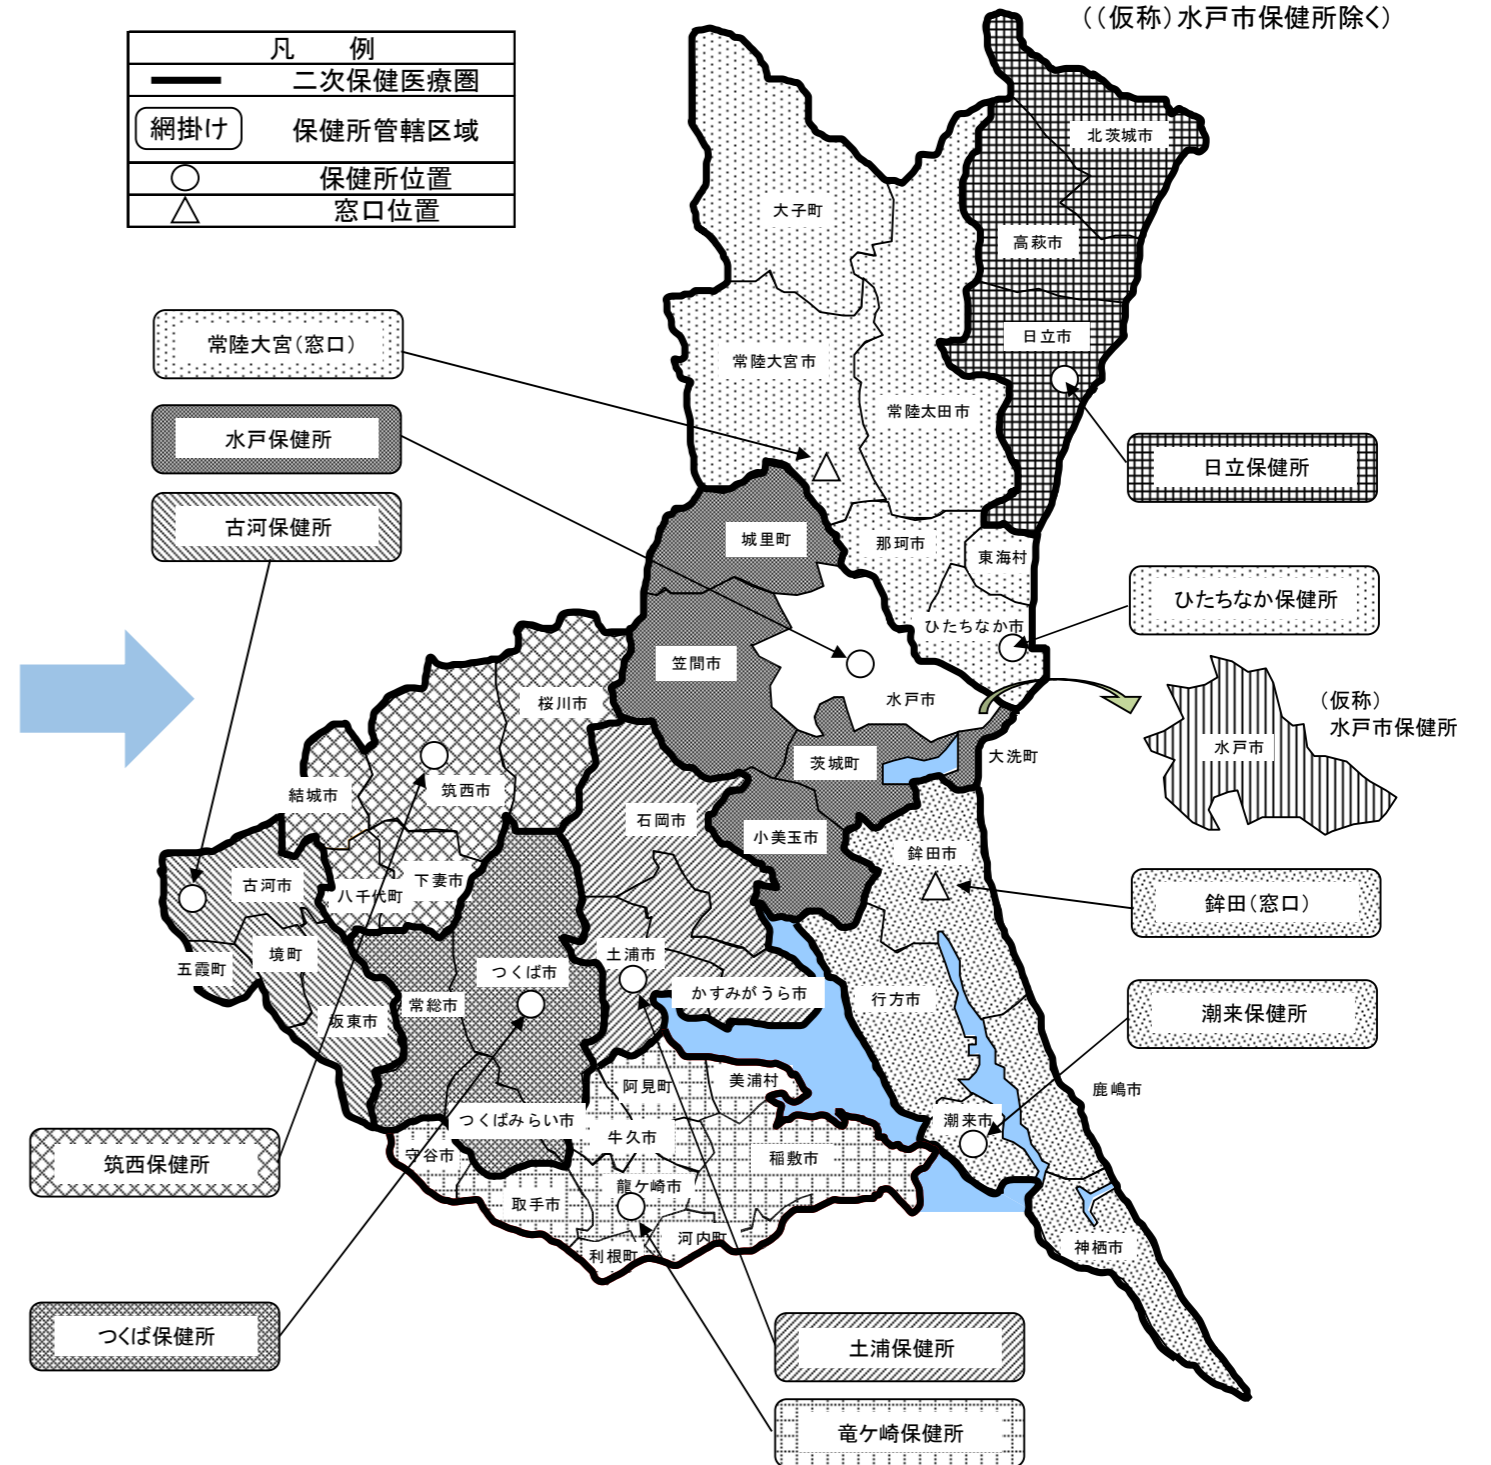 ((仮称)水戸市保健所除く)
凡　例
二次保健医療圏
網掛け　保健所管轄区域
保健所位置
窓口位置
北茨城市
大子町
高萩市
常陸大宮(窓口)
日立市
常陸大宮市
常陸太田市
水戸保健所
日立保健所
古河保健所
城里町
那珂市
東海村
ひたちなか保健所
ひたちなか市
笠間市
桜川市
水戸市
(仮称)
水戸市保健所
水戸市
茨城町
大洗町
結城市
筑西市
石岡市
小美玉市
鉾田市
古河市
八千代町
下妻市
鉾田(窓口)
境町
五霞町
土浦市
つくば市
かすみがうら市
行方市
常総市
坂東市
潮来保健所
阿見町
美浦村
鹿嶋市
つくばみらい市
潮来市
牛久市
守谷市
稲敷市
筑西保健所
龍ケ崎市
取手市
河内町
利根町
神栖市
つくば保健所
土浦保健所
竜ケ崎保健所